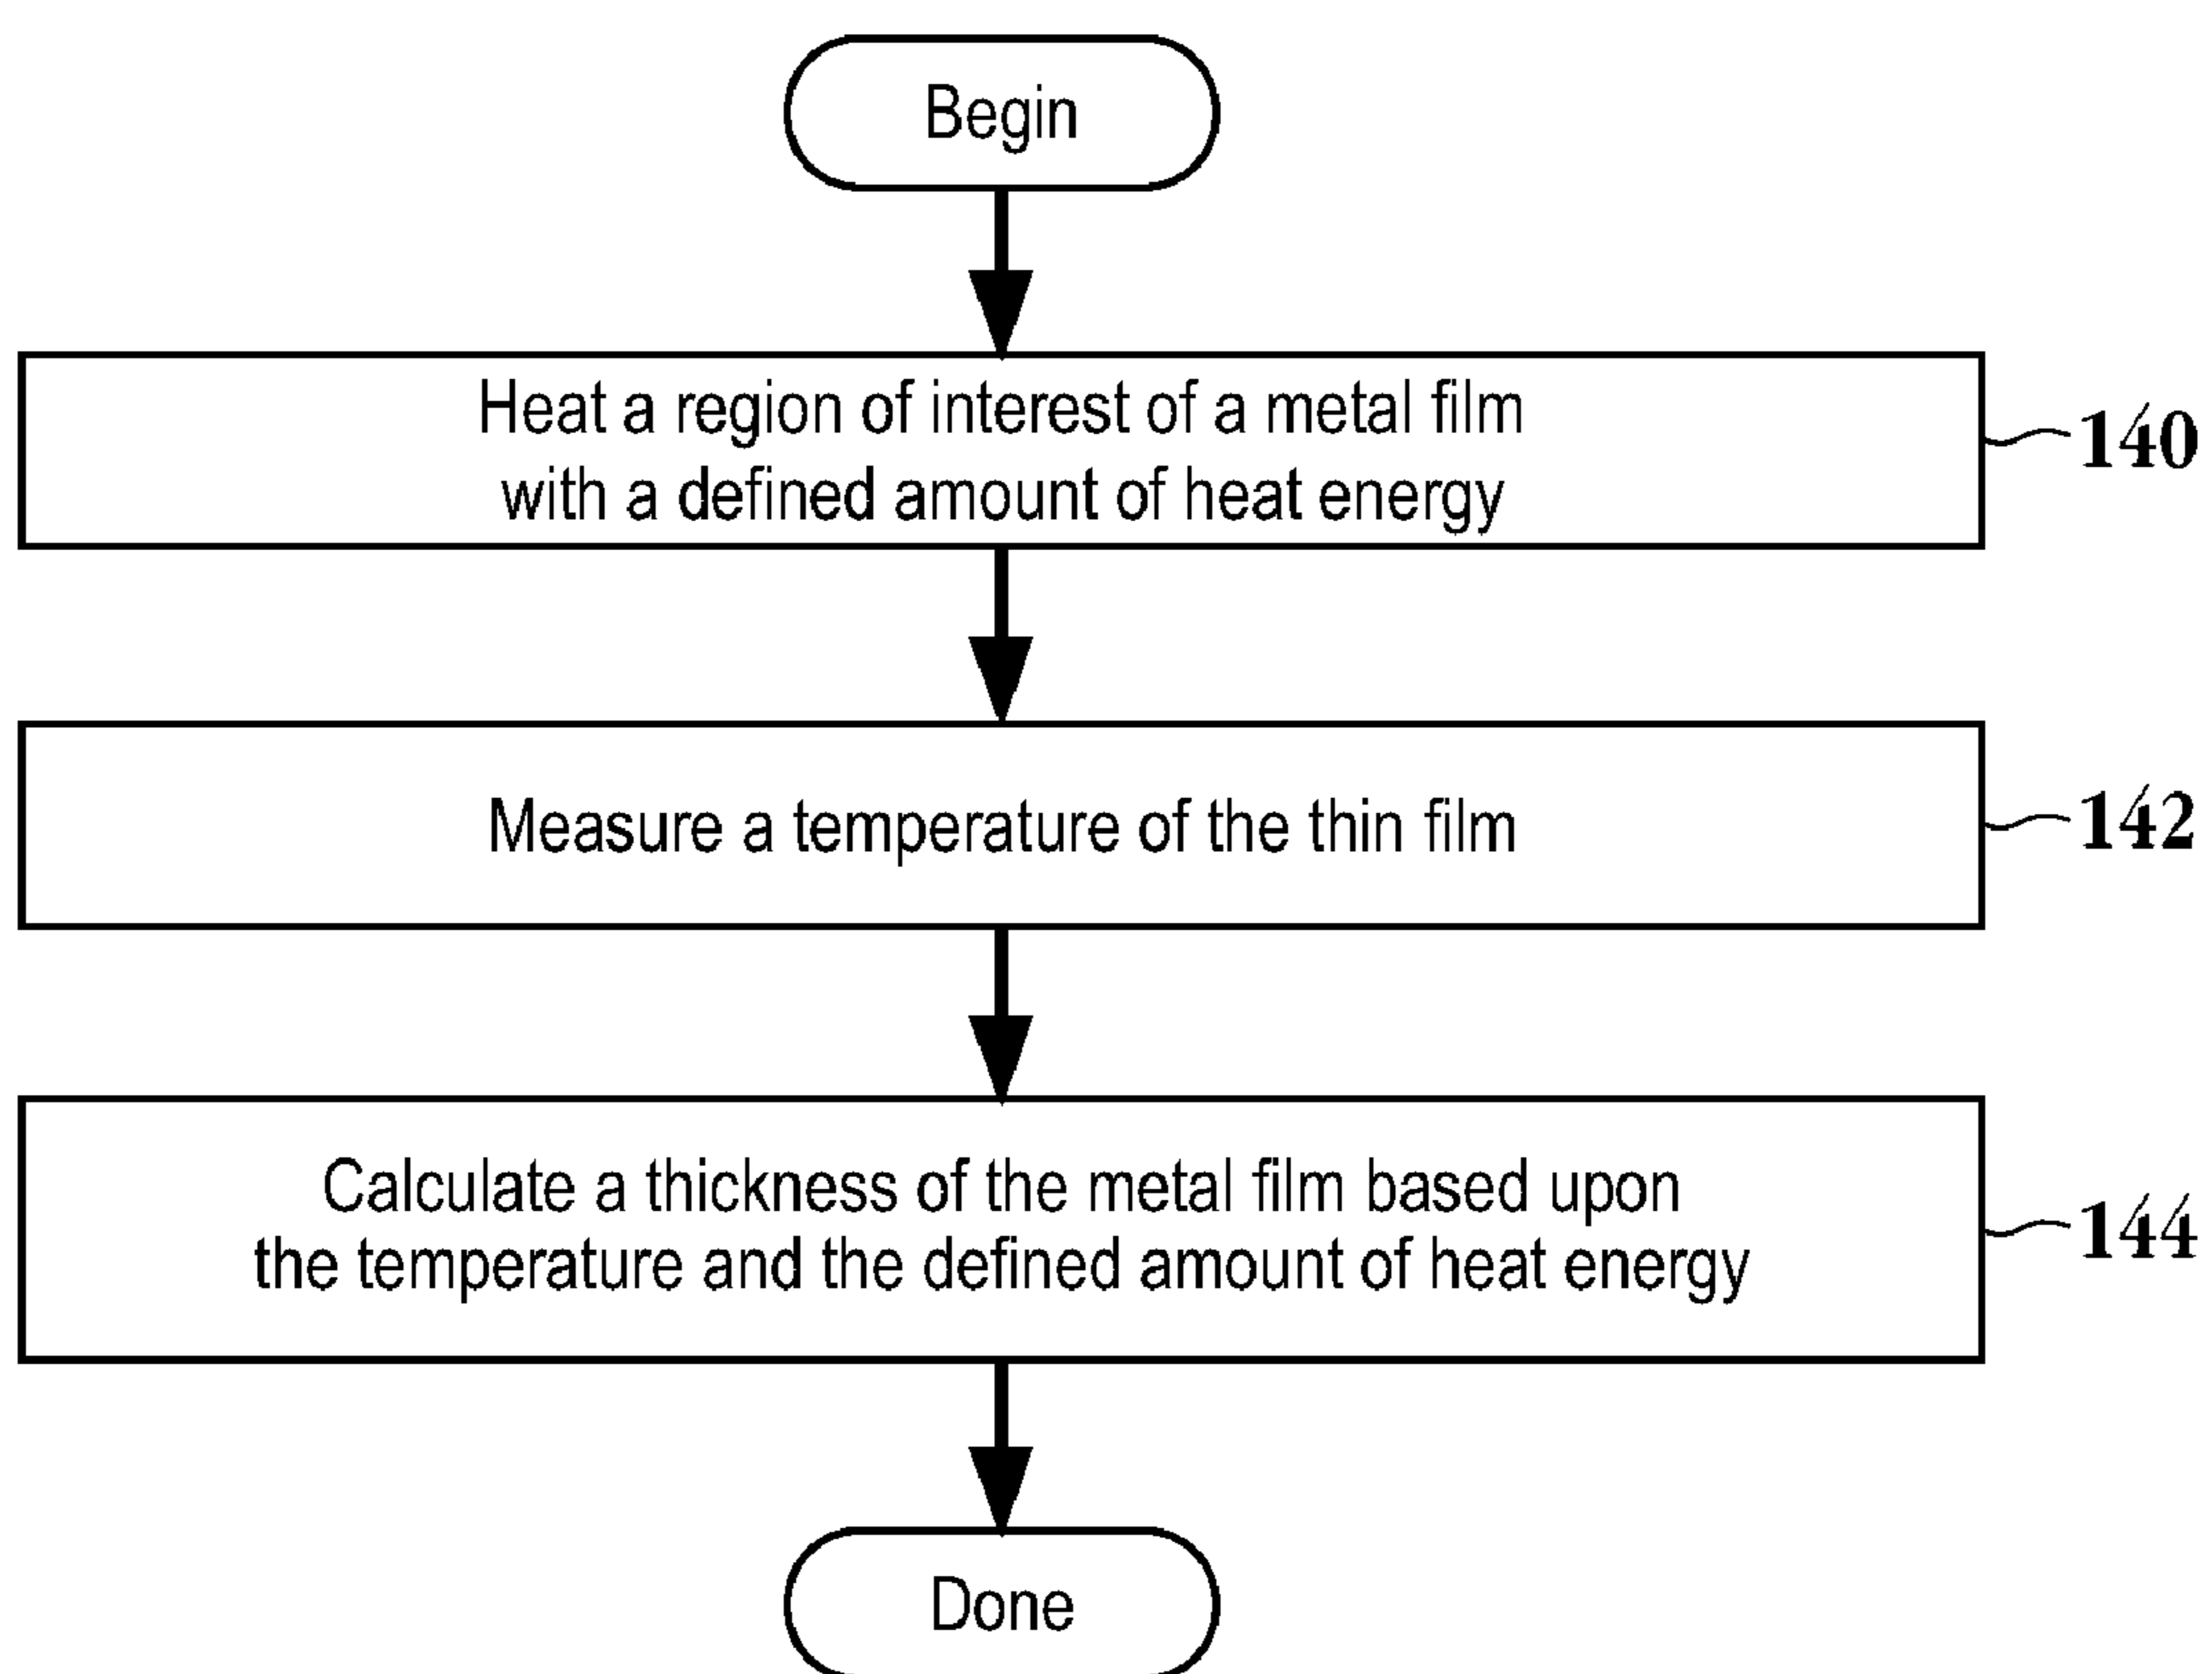 Begin
Heat a region of interest of a metal film
with a defined amount of heat energy
140
Measure a temperature of the thin film
142
Calculate a thickness of the metal film based upon
the temperature and the defined amount of heat energy
144
Done